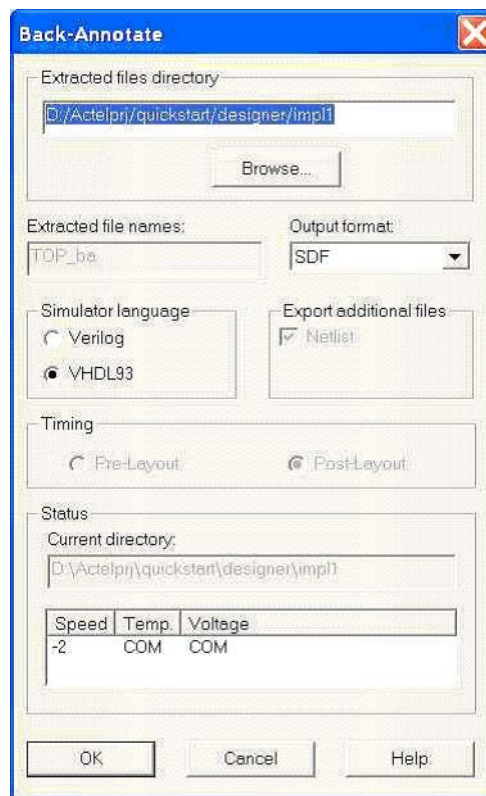 Back-Annotate
Extracted files directory
D:/Actelprj/quickstart/designer/impl1
Browse...
Extracted file names: Output format:
TOP_ba SDF
Simulator language Export additional files
Verilog Netlist
VHDL93
Timing
Pre-Layout Post-Layout
Status
Current directory:
D:\Actelprj\quickstart\designer\impl1
Speed Temp. Voltage
-2 COM COM
OK Cancel Help